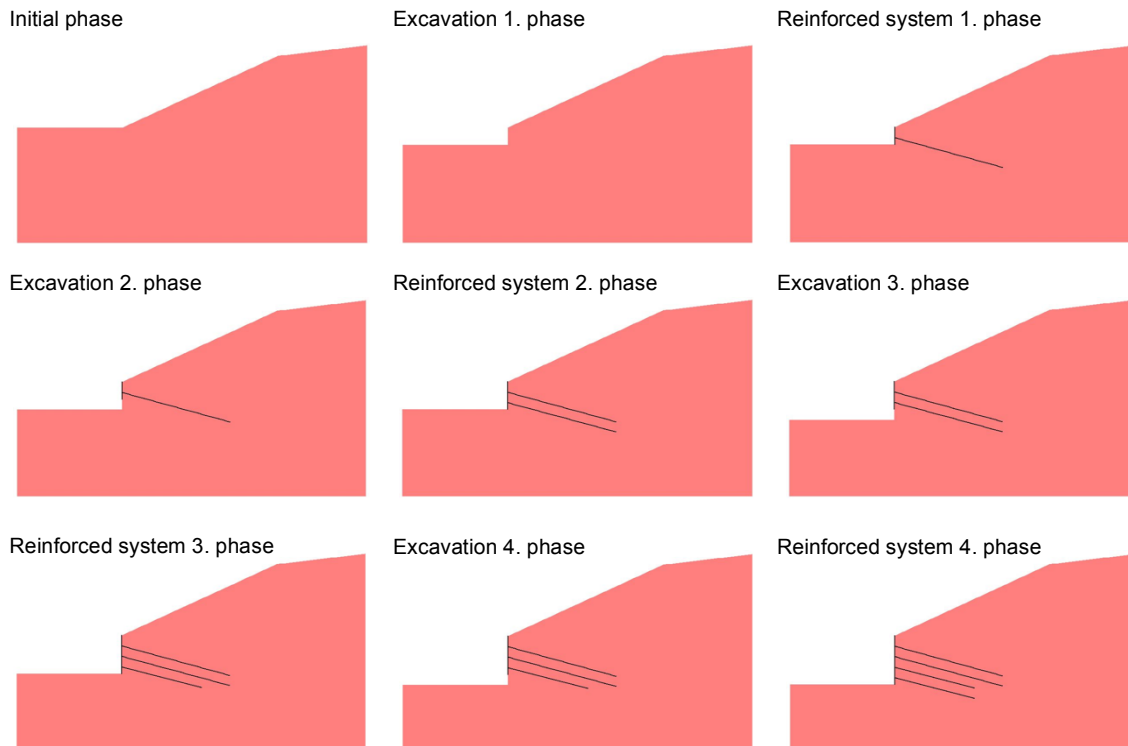 Initial phase
Excavation 1. phase
Reinforced system 1. phase
Excavation 2. phase
Reinforced system 2. phase
Excavation 3. phase
Reinforced system 3. phase
Excavation 4. phase
Reinforced system 4. phase